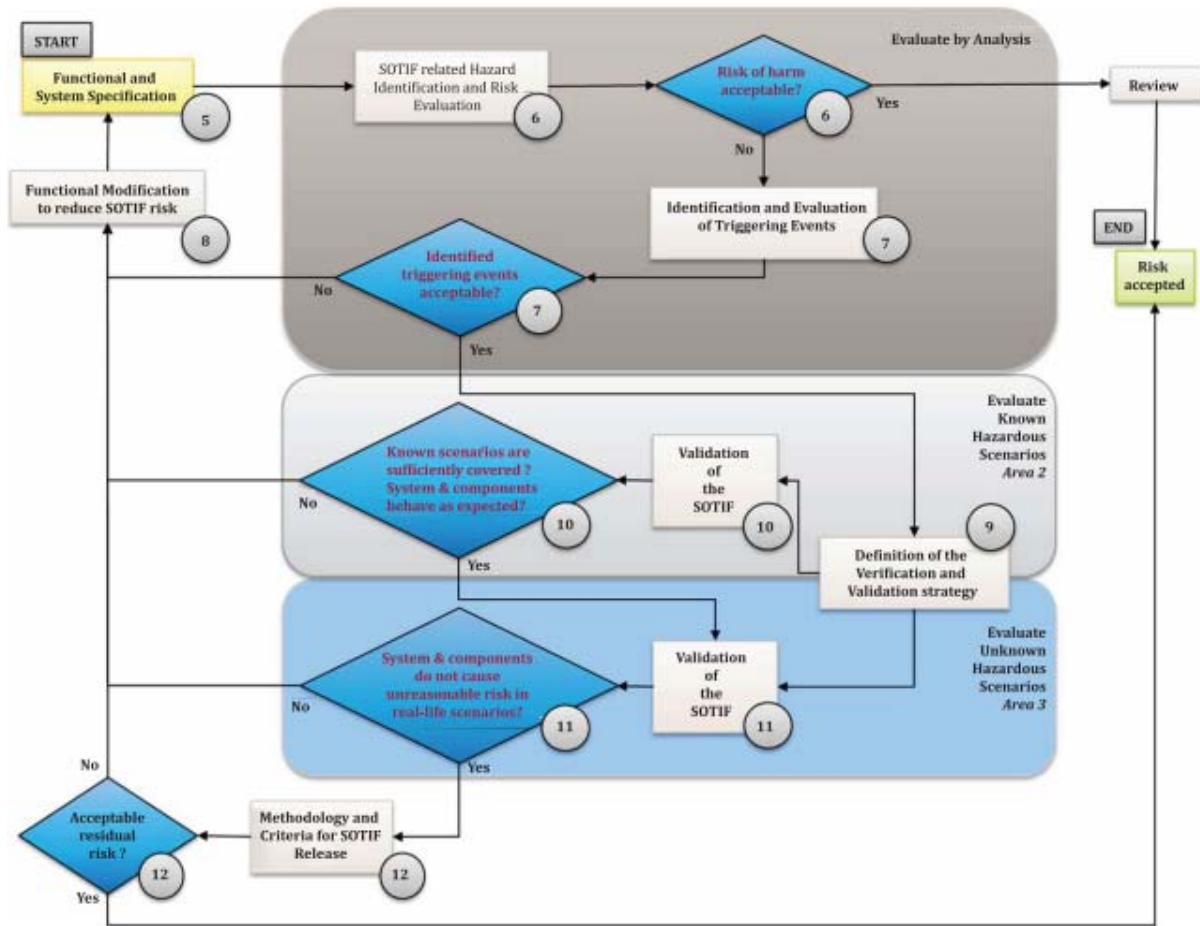 START
Functional and
System Specification
5
SOTIF related Hazard
Identification and Risk
Evaluation
6
Risk of harm
acceptable?
6
Evaluate by Analysis
Yes
Review
No
Functional Modification
to reduce SOTIF risk
8
Identification and Evaluation
of Triggering Events
7
END
Risk
accepted
Identified
triggering events
acceptable?
7
No
Yes
Evaluate
Known
Hazardous
Scenarios
Area 2
Known scenarios are
sufficiently covered ?
System & components
behave as expected?
10
No
Yes
Validation
of
the
SOTIF
10
9
Definition of the
Verification and
Validation strategy
Evaluate
Unknown
Hazardous
Scenarios
Area 3
System & components
do not cause
unreasonable risk in
real-life scenarios?
11
No
Yes
Validation
of
the
SOTIF
11
No
Acceptable
residual
risk ?
12
Yes
Methodology and
Criteria for SOTIF
Release
12